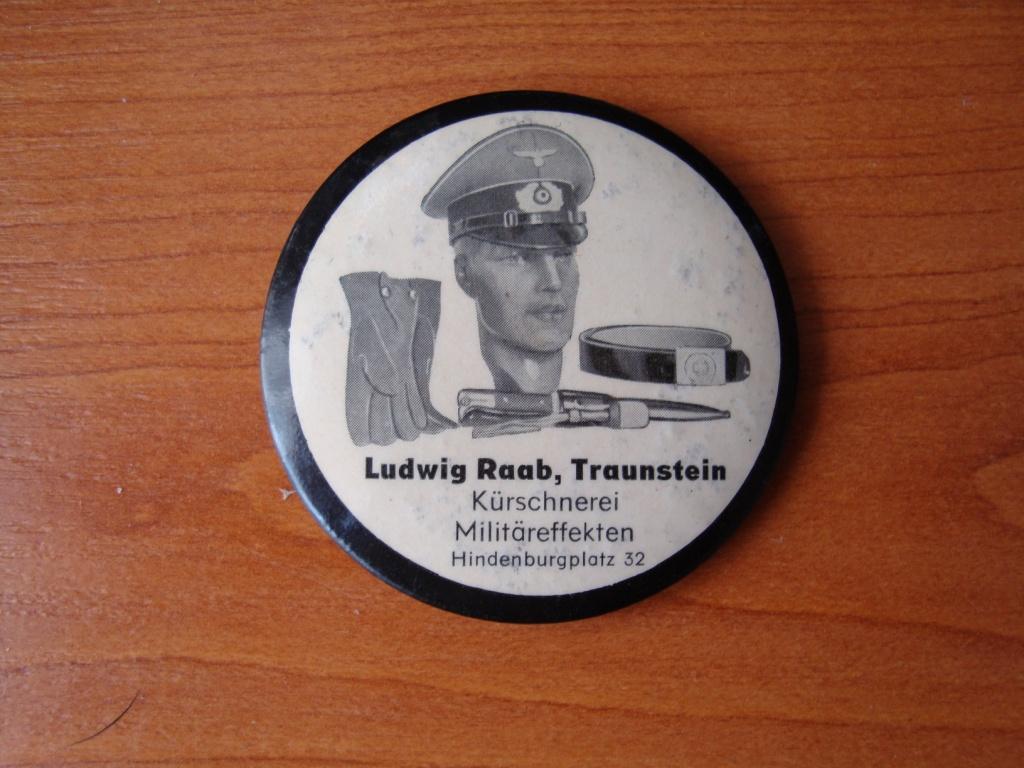 Ludwig Raab, Traunstein
Kürschnerei
Militäreffekten
Hindenburgplatz 32